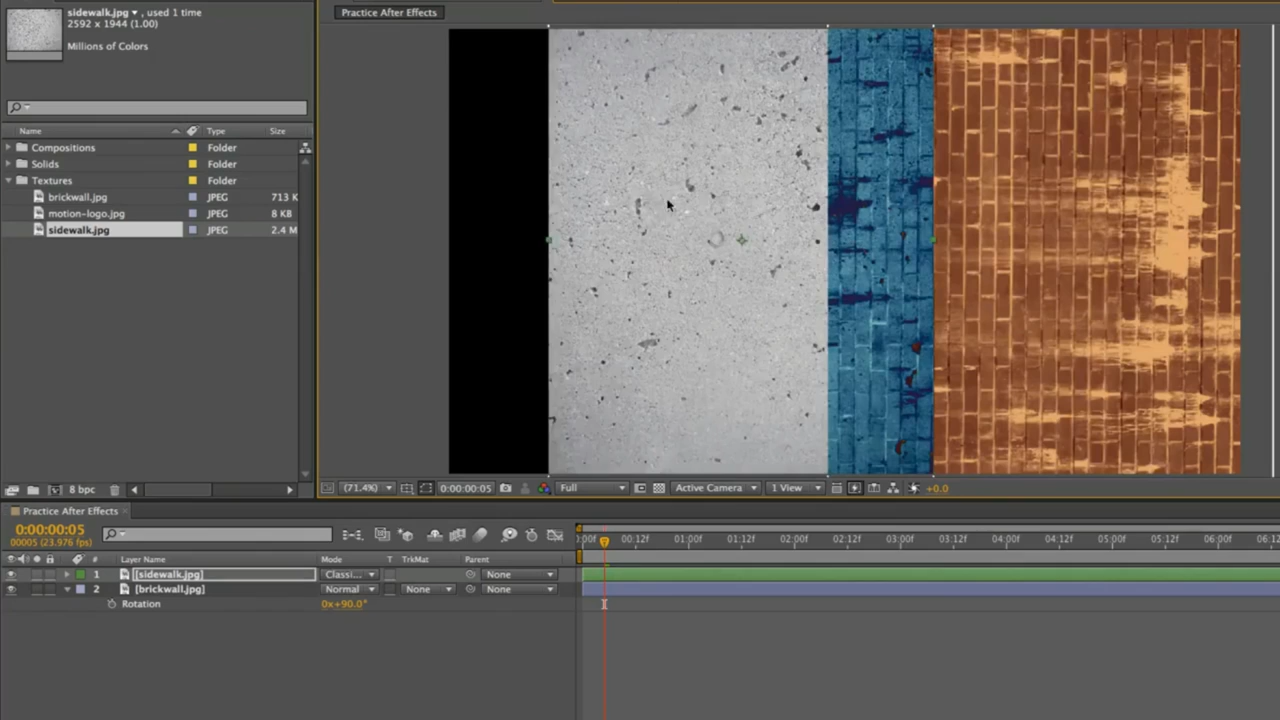 sidewalk.jpg ▾ , used 1 time
2592 x 1944 (1.00)
Millions of Colors
Practice After Effects
Name Type Size
Compositions Folder
Solids Folder
Textures Folder
brickwall.jpg JPEG 713 K
motion-logo.jpg JPEG 8 KB
sidewalk.jpg JPEG 2.4 M
8 bpc
(71.4%) 0:00:00:05 Full Active Camera 1 View +0.0
Practice After Effects
0:00:00:05
00005 (23.976 fps)
:00f 00:12f 01:00f 01:12f 02:00f 02:12f 03:00f 03:12f 04:00f 04:12f 05:00f 05:12f 06:00f 06:12
# Layer Name Mode T TrkMat Parent
1 [sidewalk.jpg] Classi... None
2 [brickwall.jpg] Normal None None
Rotation 0x+90.0°